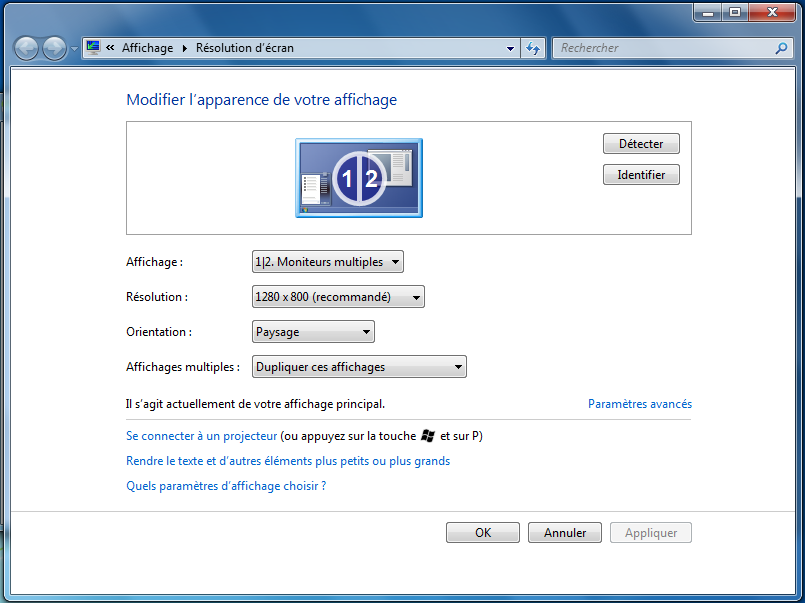 « Affichage ▸ Résolution d'écran
Rechercher
Modifier l'apparence de votre affichage
1 2
Détecter
Identifier
Affichage : 1|2. Moniteurs multiples
Résolution : 1280 x 800 (recommandé)
Orientation : Paysage
Affichages multiples : Dupliquer ces affichages
Il s'agit actuellement de votre affichage principal. Paramètres avancés
Se connecter à un projecteur (ou appuyez sur la touche et sur P)
Rendre le texte et d'autres éléments plus petits ou plus grands
Quels paramètres d'affichage choisir ?
OK Annuler Appliquer